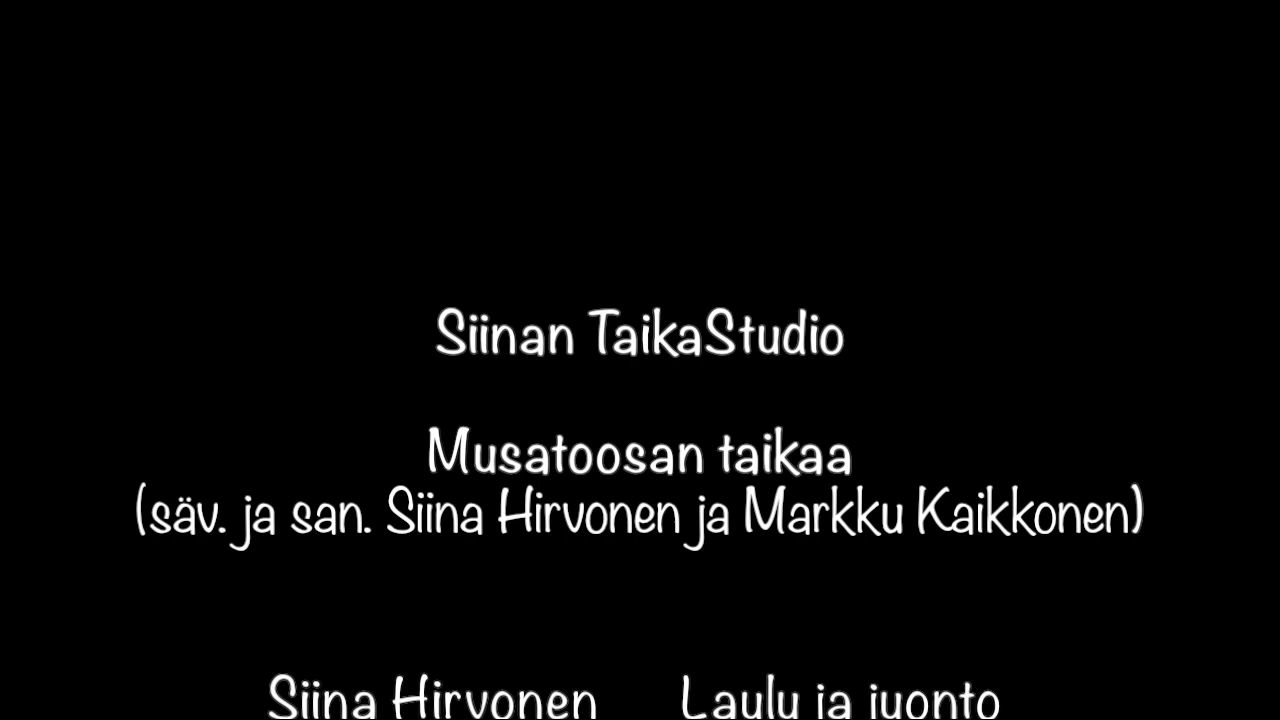 Siinan TaikaStudio
Musatoosan taikaa
(säv. ja san. Siina Hirvonen ja Markku Kaikkonen)
Siina Hirvonen Laulu ja juonto